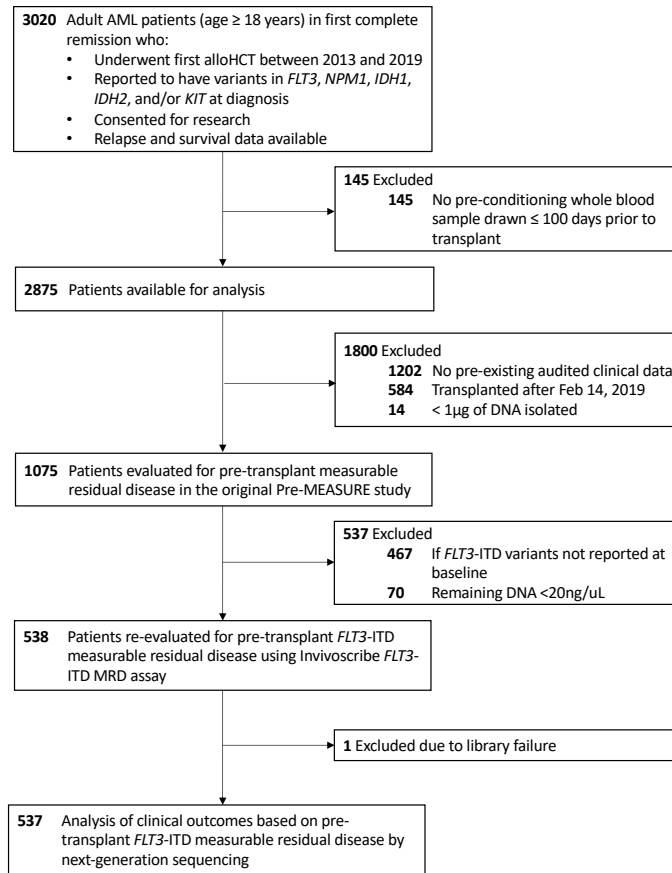 3020 Adult AML patients (age ≥ 18 years) in first complete
remission who:
• Underwent first alloHCT between 2013 and 2019
• Reported to have variants in FLT3, NPM1, IDH1,
IDH2, and/or KIT at diagnosis
• Consented for research
• Relapse and survival data available
145 Excluded
145 No pre-conditioning whole blood
sample drawn ≤ 100 days prior to
transplant
2875 Patients available for analysis
1800 Excluded
1202 No pre-existing audited clinical data
584 Transplanted after Feb 14, 2019
14 < 1µg of DNA isolated
1075 Patients evaluated for pre-transplant measurable
residual disease in the original Pre-MEASURE study
537 Excluded
467 If FLT3-ITD variants not reported at
baseline
70 Remaining DNA <20ng/uL
538 Patients re-evaluated for pre-transplant FLT3-ITD
measurable residual disease using Invivoscribe FLT3-
ITD MRD assay
1 Excluded due to library failure
537 Analysis of clinical outcomes based on pre-
transplant FLT3-ITD measurable residual disease by
next-generation sequencing